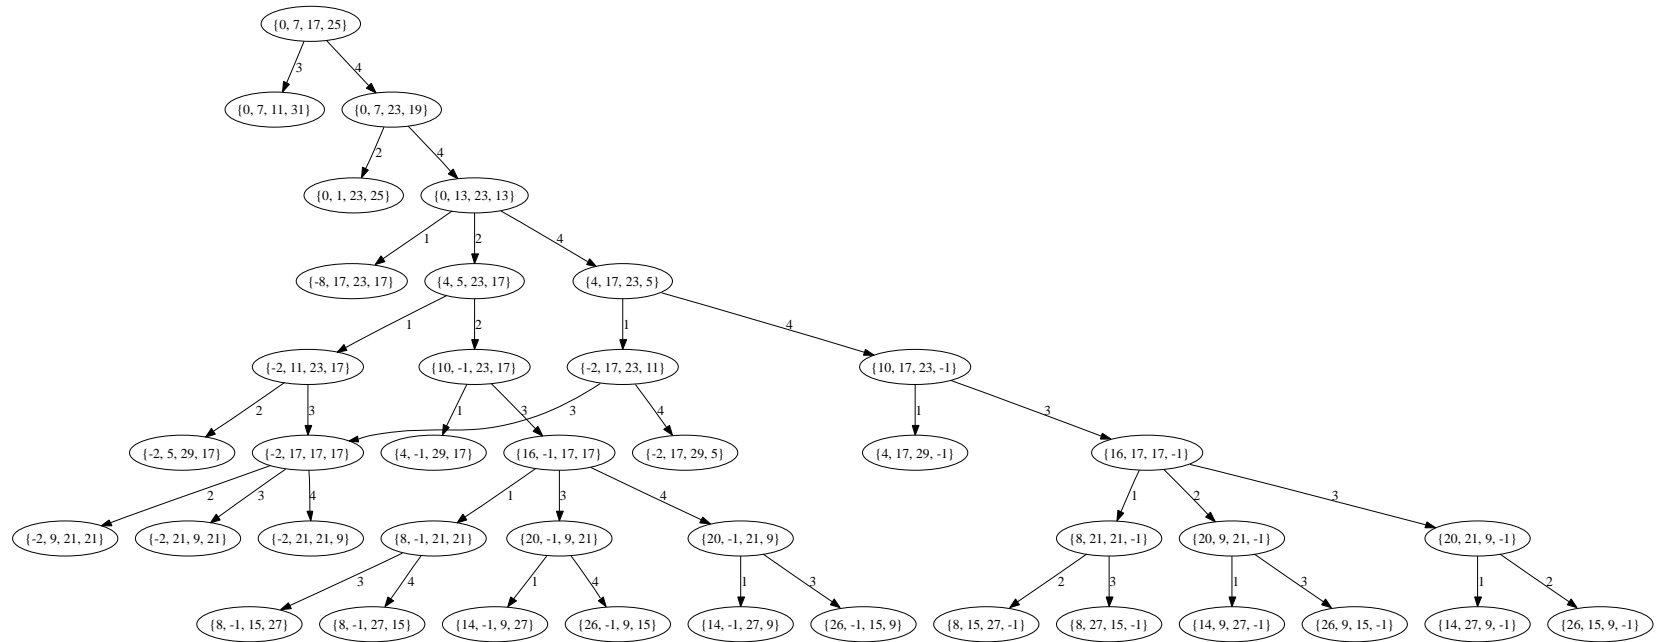 {0, 7, 17, 25}
3 4
{0, 7, 11, 31} {0, 7, 23, 19}
2 4
{0, 1, 23, 25} {0, 13, 23, 13}
1 2 4
{-8, 17, 23, 17} {4, 5, 23, 17} {4, 17, 23, 5}
1 2 1 4
{-2, 11, 23, 17} {10, -1, 23, 17} {-2, 17, 23, 11} {10, 17, 23, -1}
2 3 1 3 3 4 1 3
{-2, 5, 29, 17} {-2, 17, 17, 17} {4, -1, 29, 17} {16, -1, 17, 17} {-2, 17, 29, 5} {4, 17, 29, -1} {16, 17, 17, -1}
2 3 4 1 3 4 1 2 3
{-2, 9, 21, 21} {-2, 21, 9, 21} {-2, 21, 21, 9} {8, -1, 21, 21} {20, -1, 9, 21} {20, -1, 21, 9} {8, 21, 21, -1} {20, 9, 21, -1} {20, 21, 9, -1}
3 4 1 4 1 3 2 3 1 3 1 2
{8, -1, 15, 27} {8, -1, 27, 15} {14, -1, 9, 27} {26, -1, 9, 15} {14, -1, 27, 9} {26, -1, 15, 9} {8, 15, 27, -1} {8, 27, 15, -1} {14, 9, 27, -1} {26, 9, 15, -1} {14, 27, 9, -1} {26, 15, 9, -1}